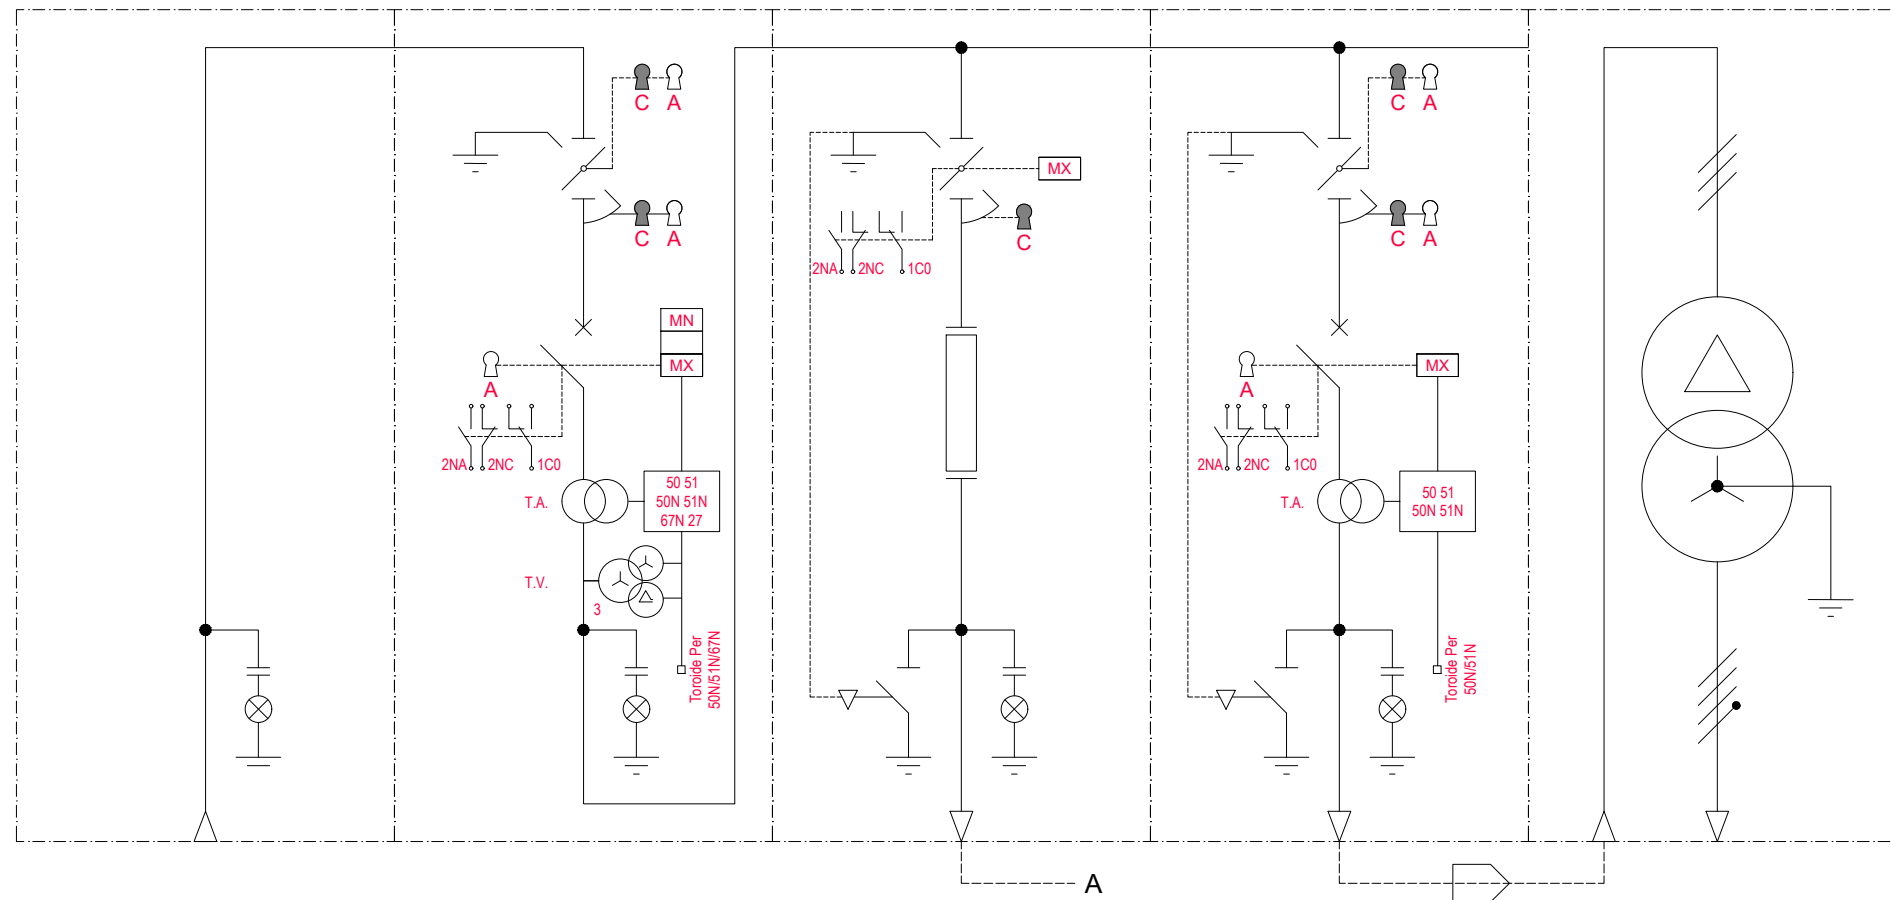 C A
C A
MX
C A
C A
C
2NA 2NC 1C0
MN
MX
A
2NA 2NC 1C0
T.A.
50 51
50N 51N
67N 27
T.V.
3
Toroide Per
50N/51N/67N
MX
A
2NA 2NC 1C0
T.A.
50 51
50N 51N
Toroide Per
50N/51N
A